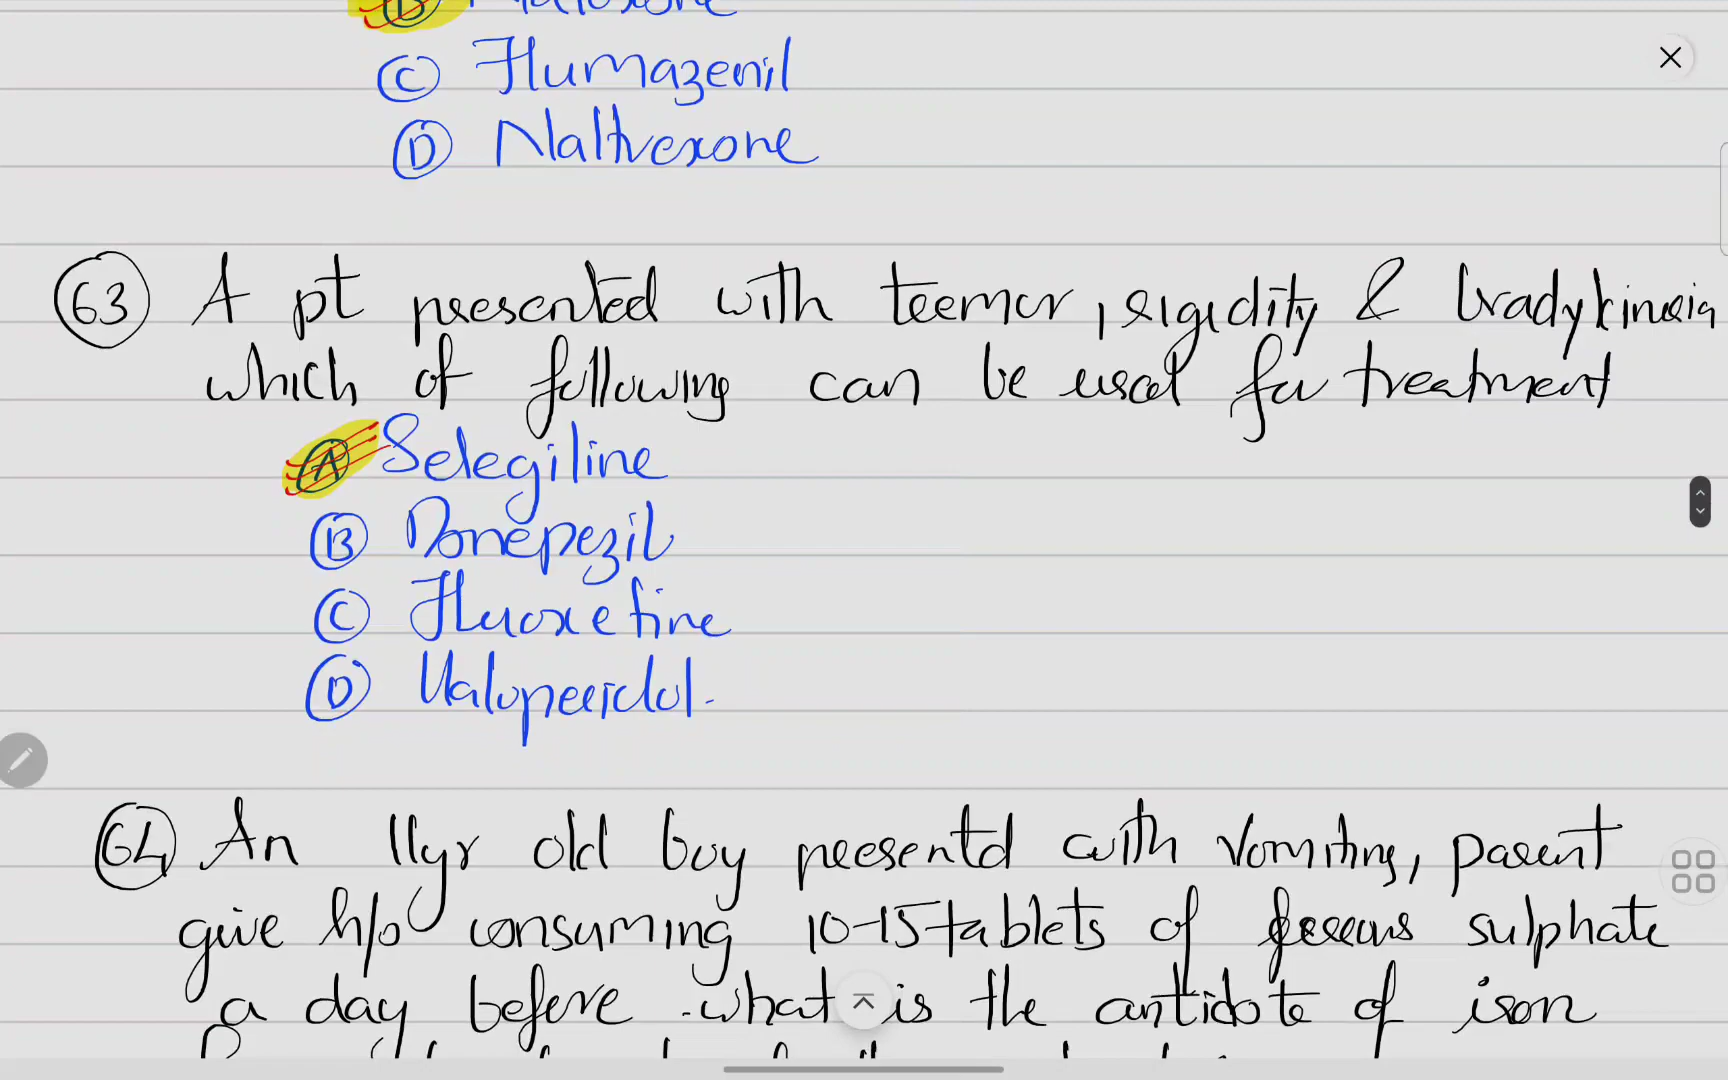 C Flumazenil
D Naltrexone
63 A pt presented with tremor, rigidity & bradykinesia
which of following can be used for treatment
A Selegiline
B Donepezil
C Fluoxetine
D Haloperidol.
64 An 11yr old boy presentd with vomiting, parent
give h/o consuming 10-15 tablets of ferrous sulphate
a day before. what is the antidote of iron